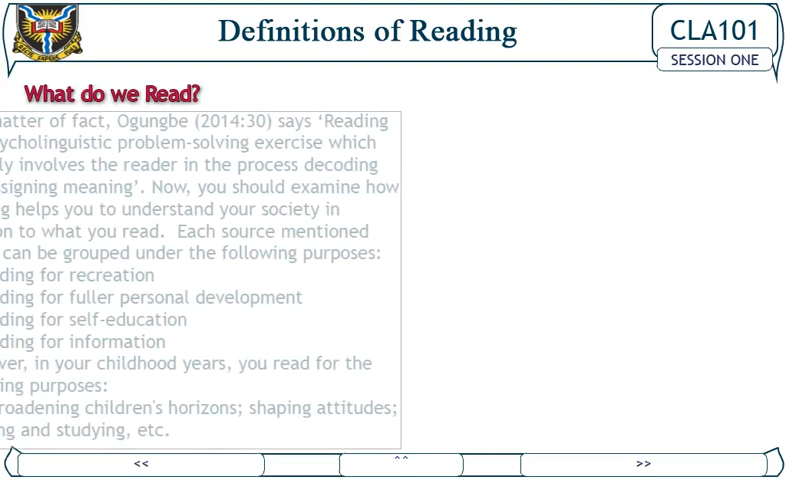 Definitions of Reading
CLA101
SESSION ONE
What do we Read?
matter of fact, Ogungbe (2014:30) says ‘Reading
ycholinguistic problem-solving exercise which
ly involves the reader in the process decoding
signing meaning’. Now, you should examine how
g helps you to understand your society in
on to what you read. Each source mentioned
can be grouped under the following purposes:
ding for recreation
ding for fuller personal development
ding for self-education
ding for information
ver, in your childhood years, you read for the
ing purposes:
roadening children's horizons; shaping attitudes;
ng and studying, etc.
<< ^^ >>